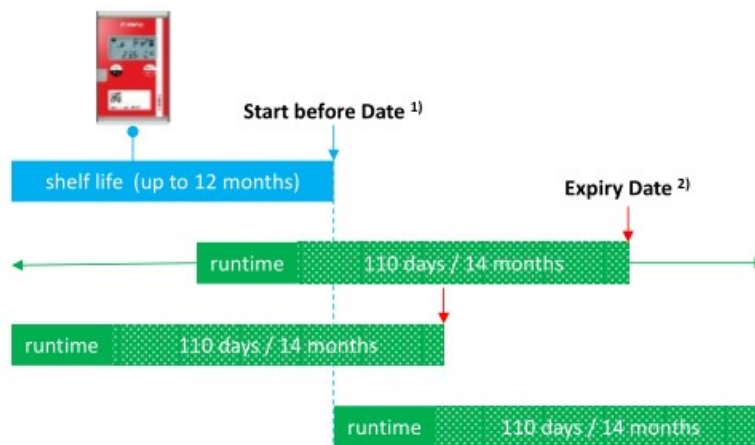 Start before Date 1)
shelf life (up to 12 months)
Expiry Date 2)
runtime 110 days / 14 months
runtime 110 days / 14 months
runtime 110 days / 14 months